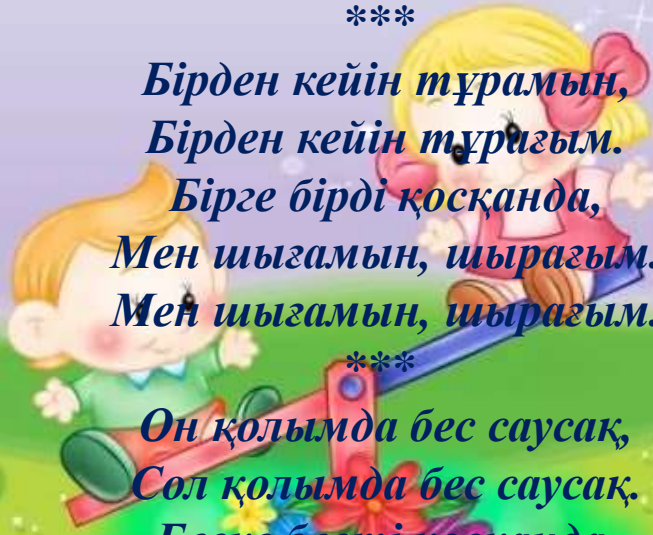 ***
Бірден кейін тұрамын,
Бірден кейін тұрағым.
Бірге бірді қосқанда,
Мен шығамын, шырағым.
Мен шығамын, шырағым.
***
Он қолымда бес саусақ,
Сол қолымда бес саусақ.